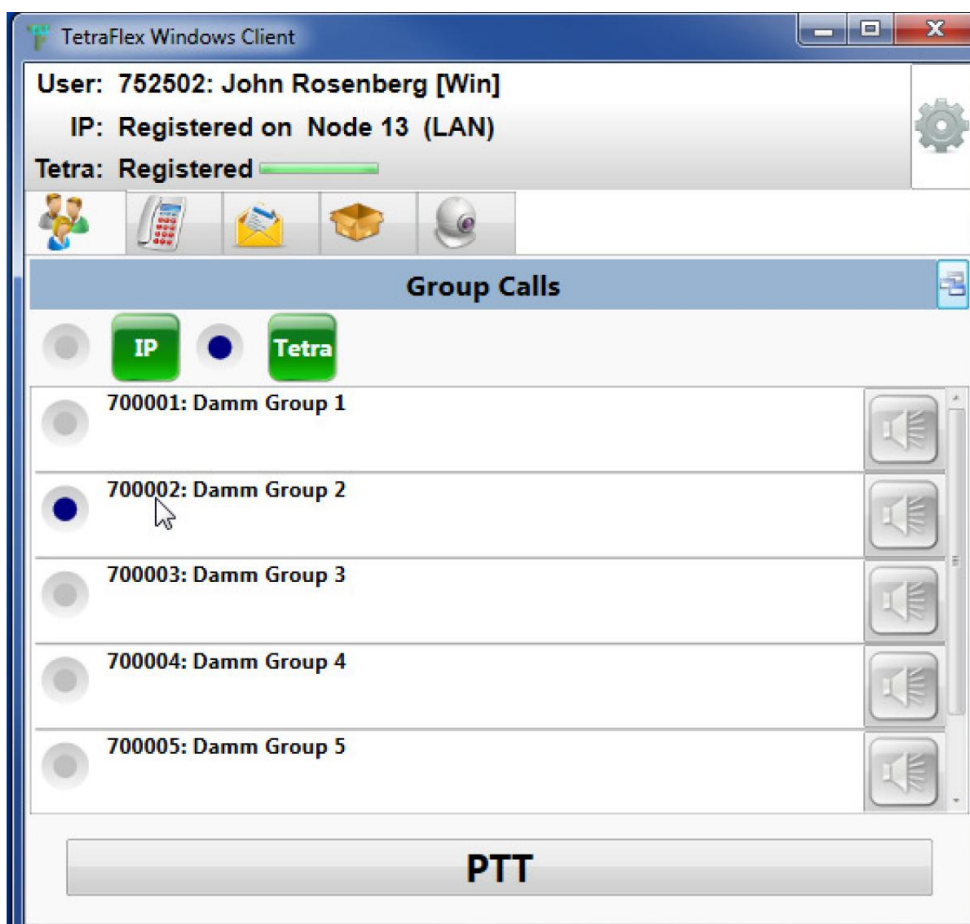 TetraFlex Windows Client
User: 752502: John Rosenberg [Win]
IP: Registered on Node 13 (LAN)
Tetra: Registered
Group Calls
IP Tetra
700001: Damm Group 1
700002: Damm Group 2
700003: Damm Group 3
700004: Damm Group 4
700005: Damm Group 5
PTT